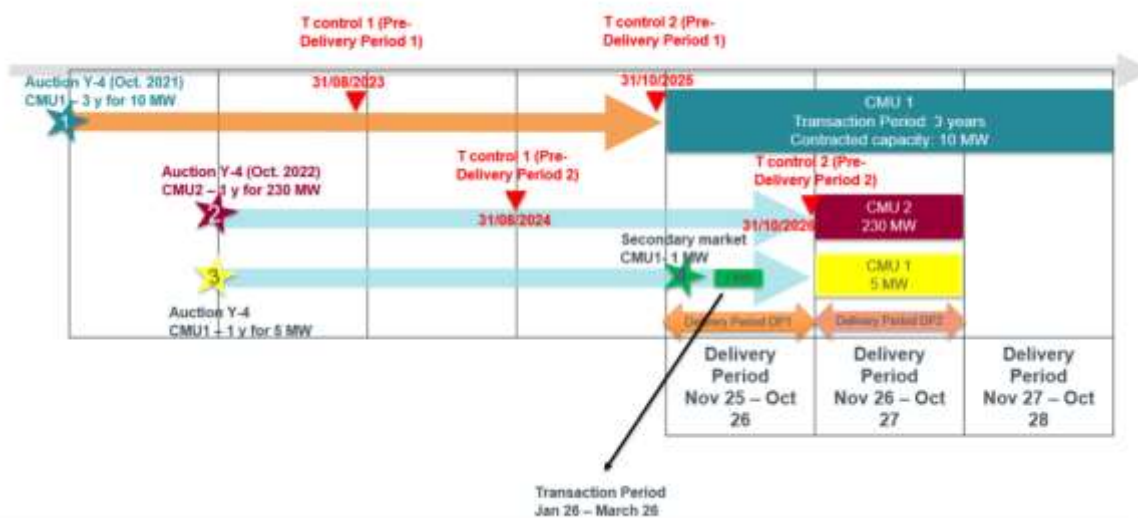 T control 1 (Pre-
Delivery Period 1)
T control 2 (Pre-
Delivery Period 1)
Auction Y-4 (Oct. 2021)
CMU1 – 3 y for 10 MW
31/08/2023
31/10/2025
1
CMU 1
Transaction Period: 3 years
Contracted capacity: 10 MW
Auction Y-4 (Oct. 2022)
CMU2 – 1 y for 230 MW
T control 1 (Pre-
Delivery Period 2)
T control 2 (Pre-
Delivery Period 2)
2
31/08/2024
31/10/2026
CMU 2
230 MW
Secondary market
CMU1- 1 MW
3
4
CMU 1
5 MW
Auction Y-4
CMU1 – 1 y for 5 MW
Delivery Period DP1
Delivery Period DP2
Delivery
Period
Nov 25 – Oct
26
Delivery
Period
Nov 26 – Oct
27
Delivery
Period
Nov 27 – Oct
28
Transaction Period
Jan 26 – March 26